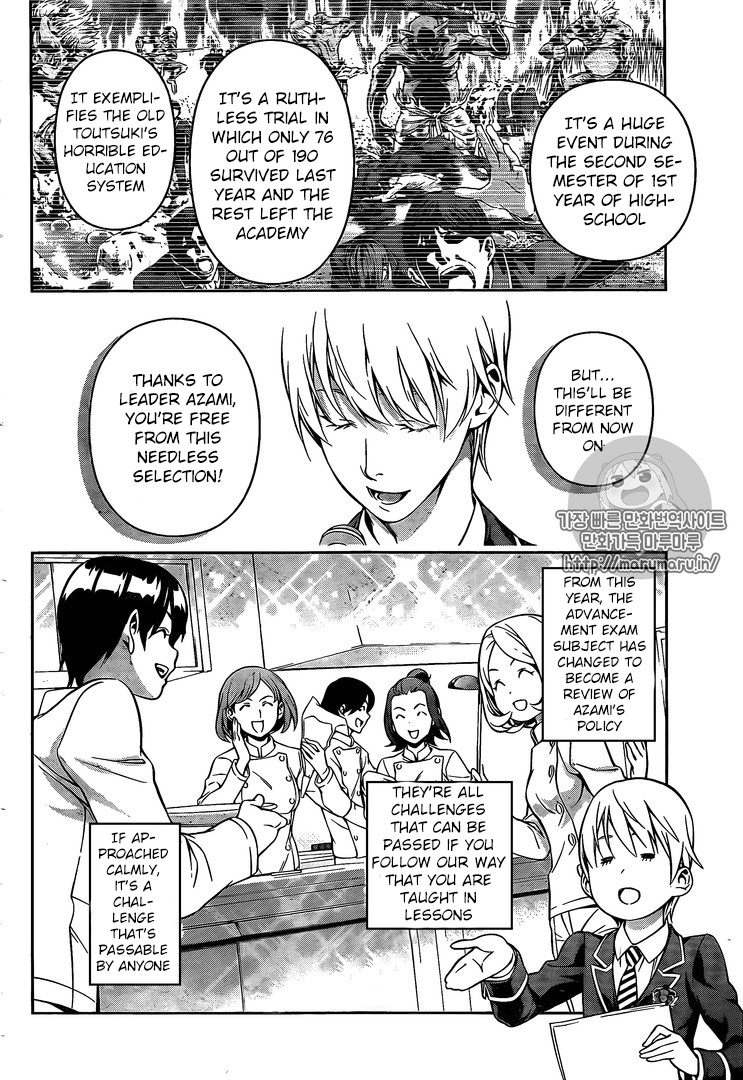 IT'S A HUGE
EVENT DURING
THE SECOND SE-
MESTER OF 1ST
YEAR OF HIGH-
SCHOOL
IT'S A RUTH-
LESS TRIAL IN
WHICH ONLY 76
OUT OF 190
SURVIVED LAST
YEAR AND THE
REST LEFT THE
ACADEMY
IT EXEMPLI-
FIES THE OLD
TOUTSUKI'S
HORRIBLE ED-
UCATION
SYSTEM
BUT...
THIS'LL BE
DIFFERENT
FROM NOW
ON
THANKS TO
LEADER AZAMI,
YOU'RE FREE
FROM THIS
NEEDLESS
SELECTION!
가장 빠른 만화번역사이트
만화가득 마루마루
http://marumaru.in/
FROM THIS
YEAR, THE
ADVANCE-
MENT EXAM
SUBJECT HAS
CHANGED TO
BECOME A
REVIEW OF
AZAMI'S
POLICY
THEY'RE ALL
CHALLENGES
THAT CAN BE
PASSED IF YOU
FOLLOW OUR WAY
THAT YOU ARE
TAUGHT IN
LESSONS
IF AP-
PROACHED
CALMLY,
IT'S A
CHAL-
LENGE
THAT'S
PASSABLE
BY ANYONE